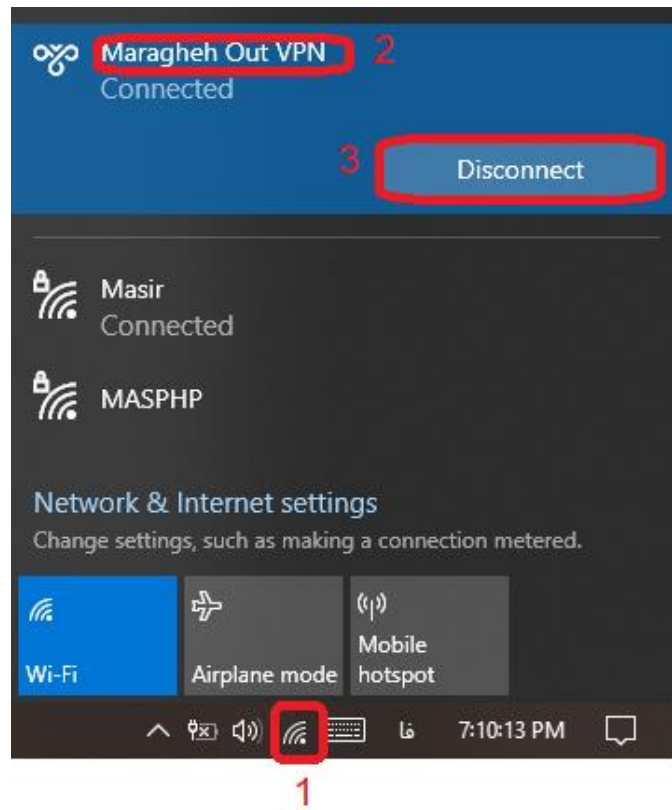 Maragheh Out VPN 2
Connected
3 Disconnect
Masir
Connected
MASPHP
Network & Internet settings
Change settings, such as making a connection metered.
Wi-Fi
Airplane mode
Mobile
hotspot
فا 7:10:13 PM
1